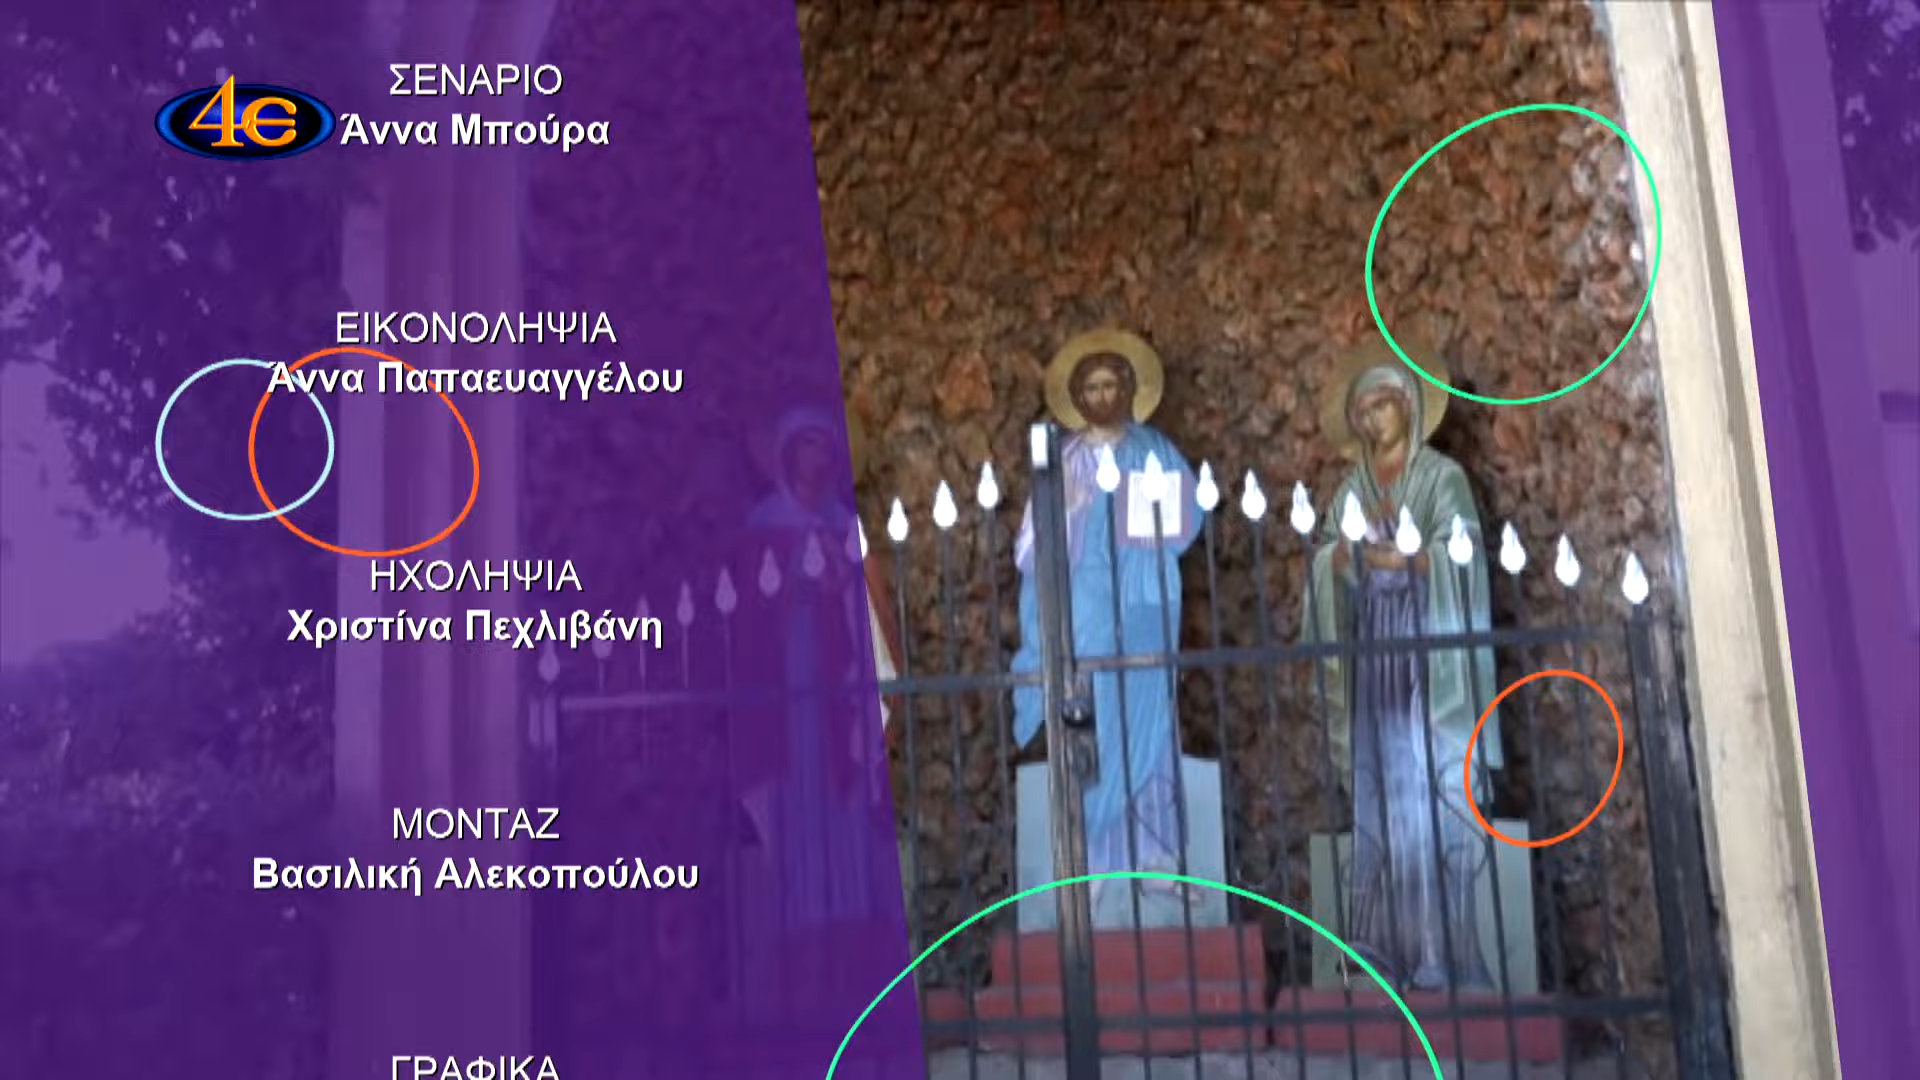 ΣΕΝΑΡΙΟ
4ε
Άννα Μπούρα
ΕΙΚΟΝΟΛΗΨΙΑ
Άννα Παπαευαγγέλου
ΗΧΟΛΗΨΙΑ
Χριστίνα Πεχλιβάνη
ΜΟΝΤΑΖ
Βασιλική Αλεκοπούλου
ΓΡΑΦΙΚΑ